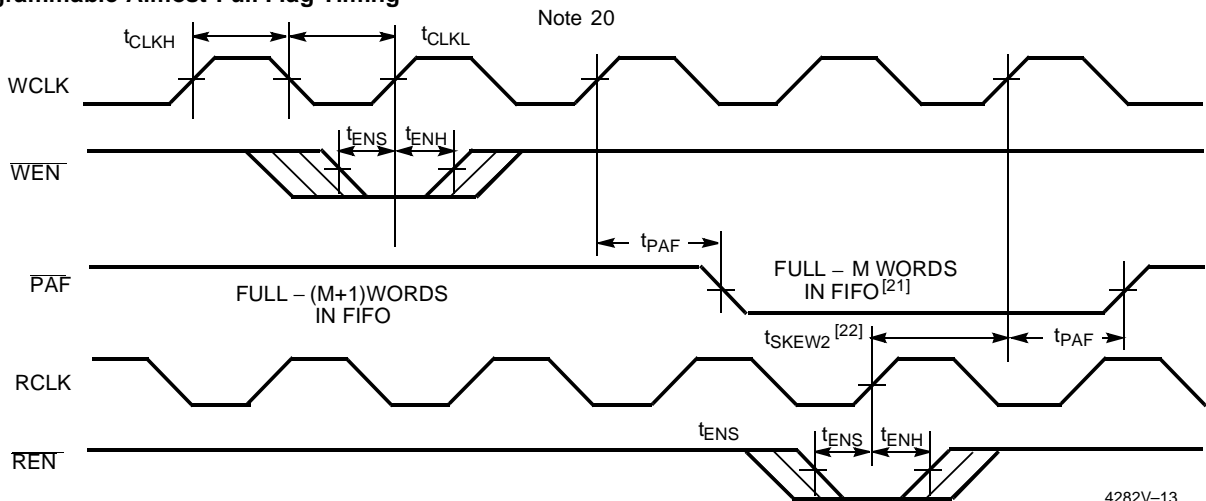 Note 20
tCLKH
tCLKL
WCLK
tENS tENH
WEN
tPAF
PAF
FULL – (M+1)WORDS
IN FIFO
FULL – M WORDS
IN FIFO[21]
tSKEW2[22]
tPAF
RCLK
tENS
tENS tENH
REN
4282V–13